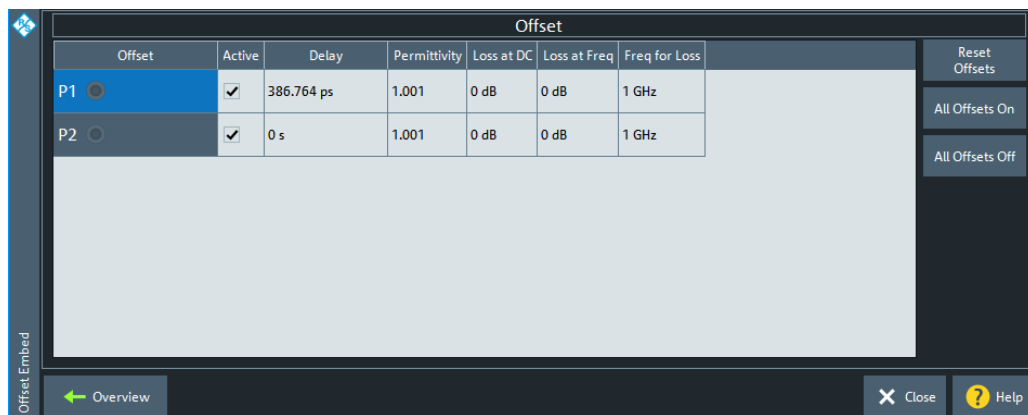 Offset
Offset Active Delay Permittivity Loss at DC Loss at Freq Freq for Loss
P1 386.764 ps 1.001 0 dB 0 dB 1 GHz
P2 0 s 1.001 0 dB 0 dB 1 GHz
Reset
Offsets
All Offsets On
All Offsets Off
Offset Embed
Overview
Close
? Help